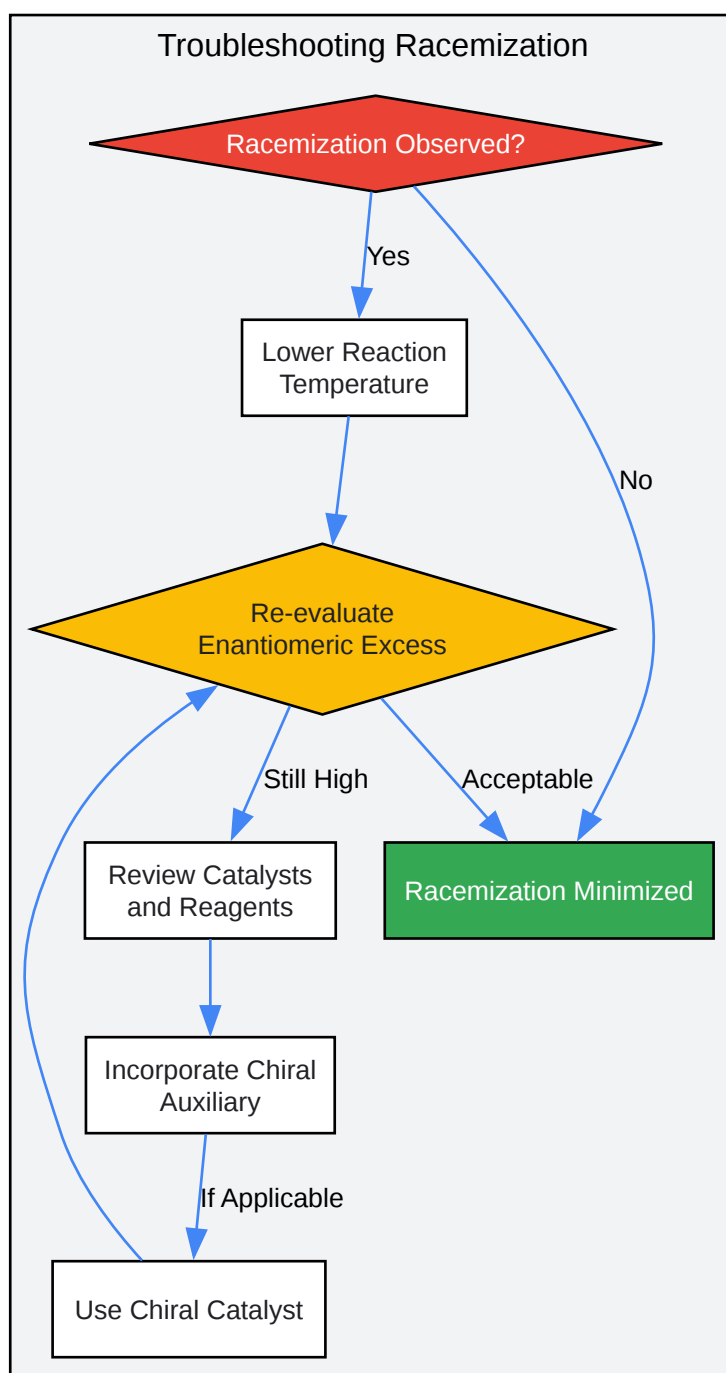 Troubleshooting Racemization
Racemization Observed?
Yes
Lower Reaction
Temperature
No
Re-evaluate
Enantiomeric Excess
Still High
Acceptable
Review Catalysts
and Reagents
Racemization Minimized
Incorporate Chiral
Auxiliary
If Applicable
Use Chiral Catalyst